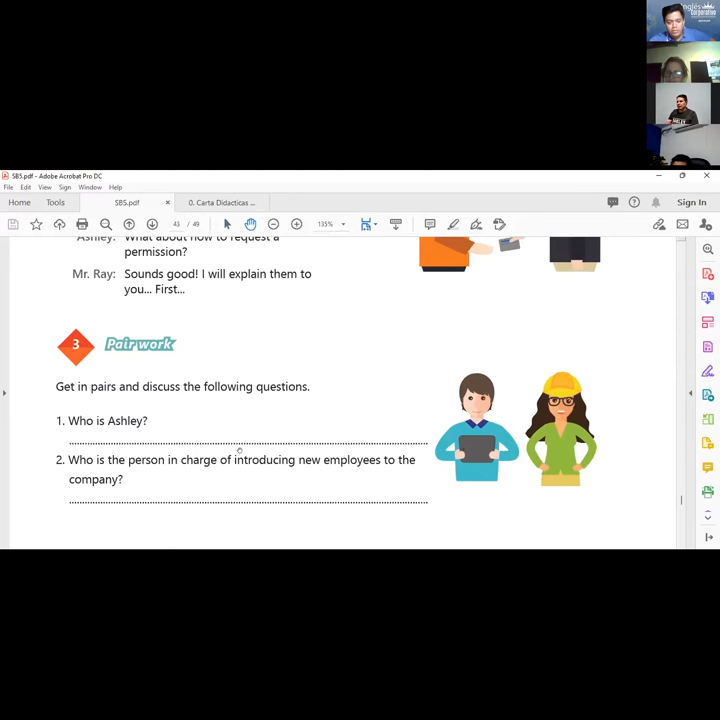 Inglés
Corporativo
SB5.pdf - Adobe Acrobat Pro DC
File Edit View Sign Window Help
Home Tools SB5.pdf × 0. Carta Didacticas ... Sign In
43 / 49 135%
Ashley: What about how to request a
permission?
Mr. Ray: Sounds good! I will explain them to
you... First...
3 Pair work
Get in pairs and discuss the following questions.
1. Who is Ashley?
2. Who is the person in charge of introducing new employees to the
company?